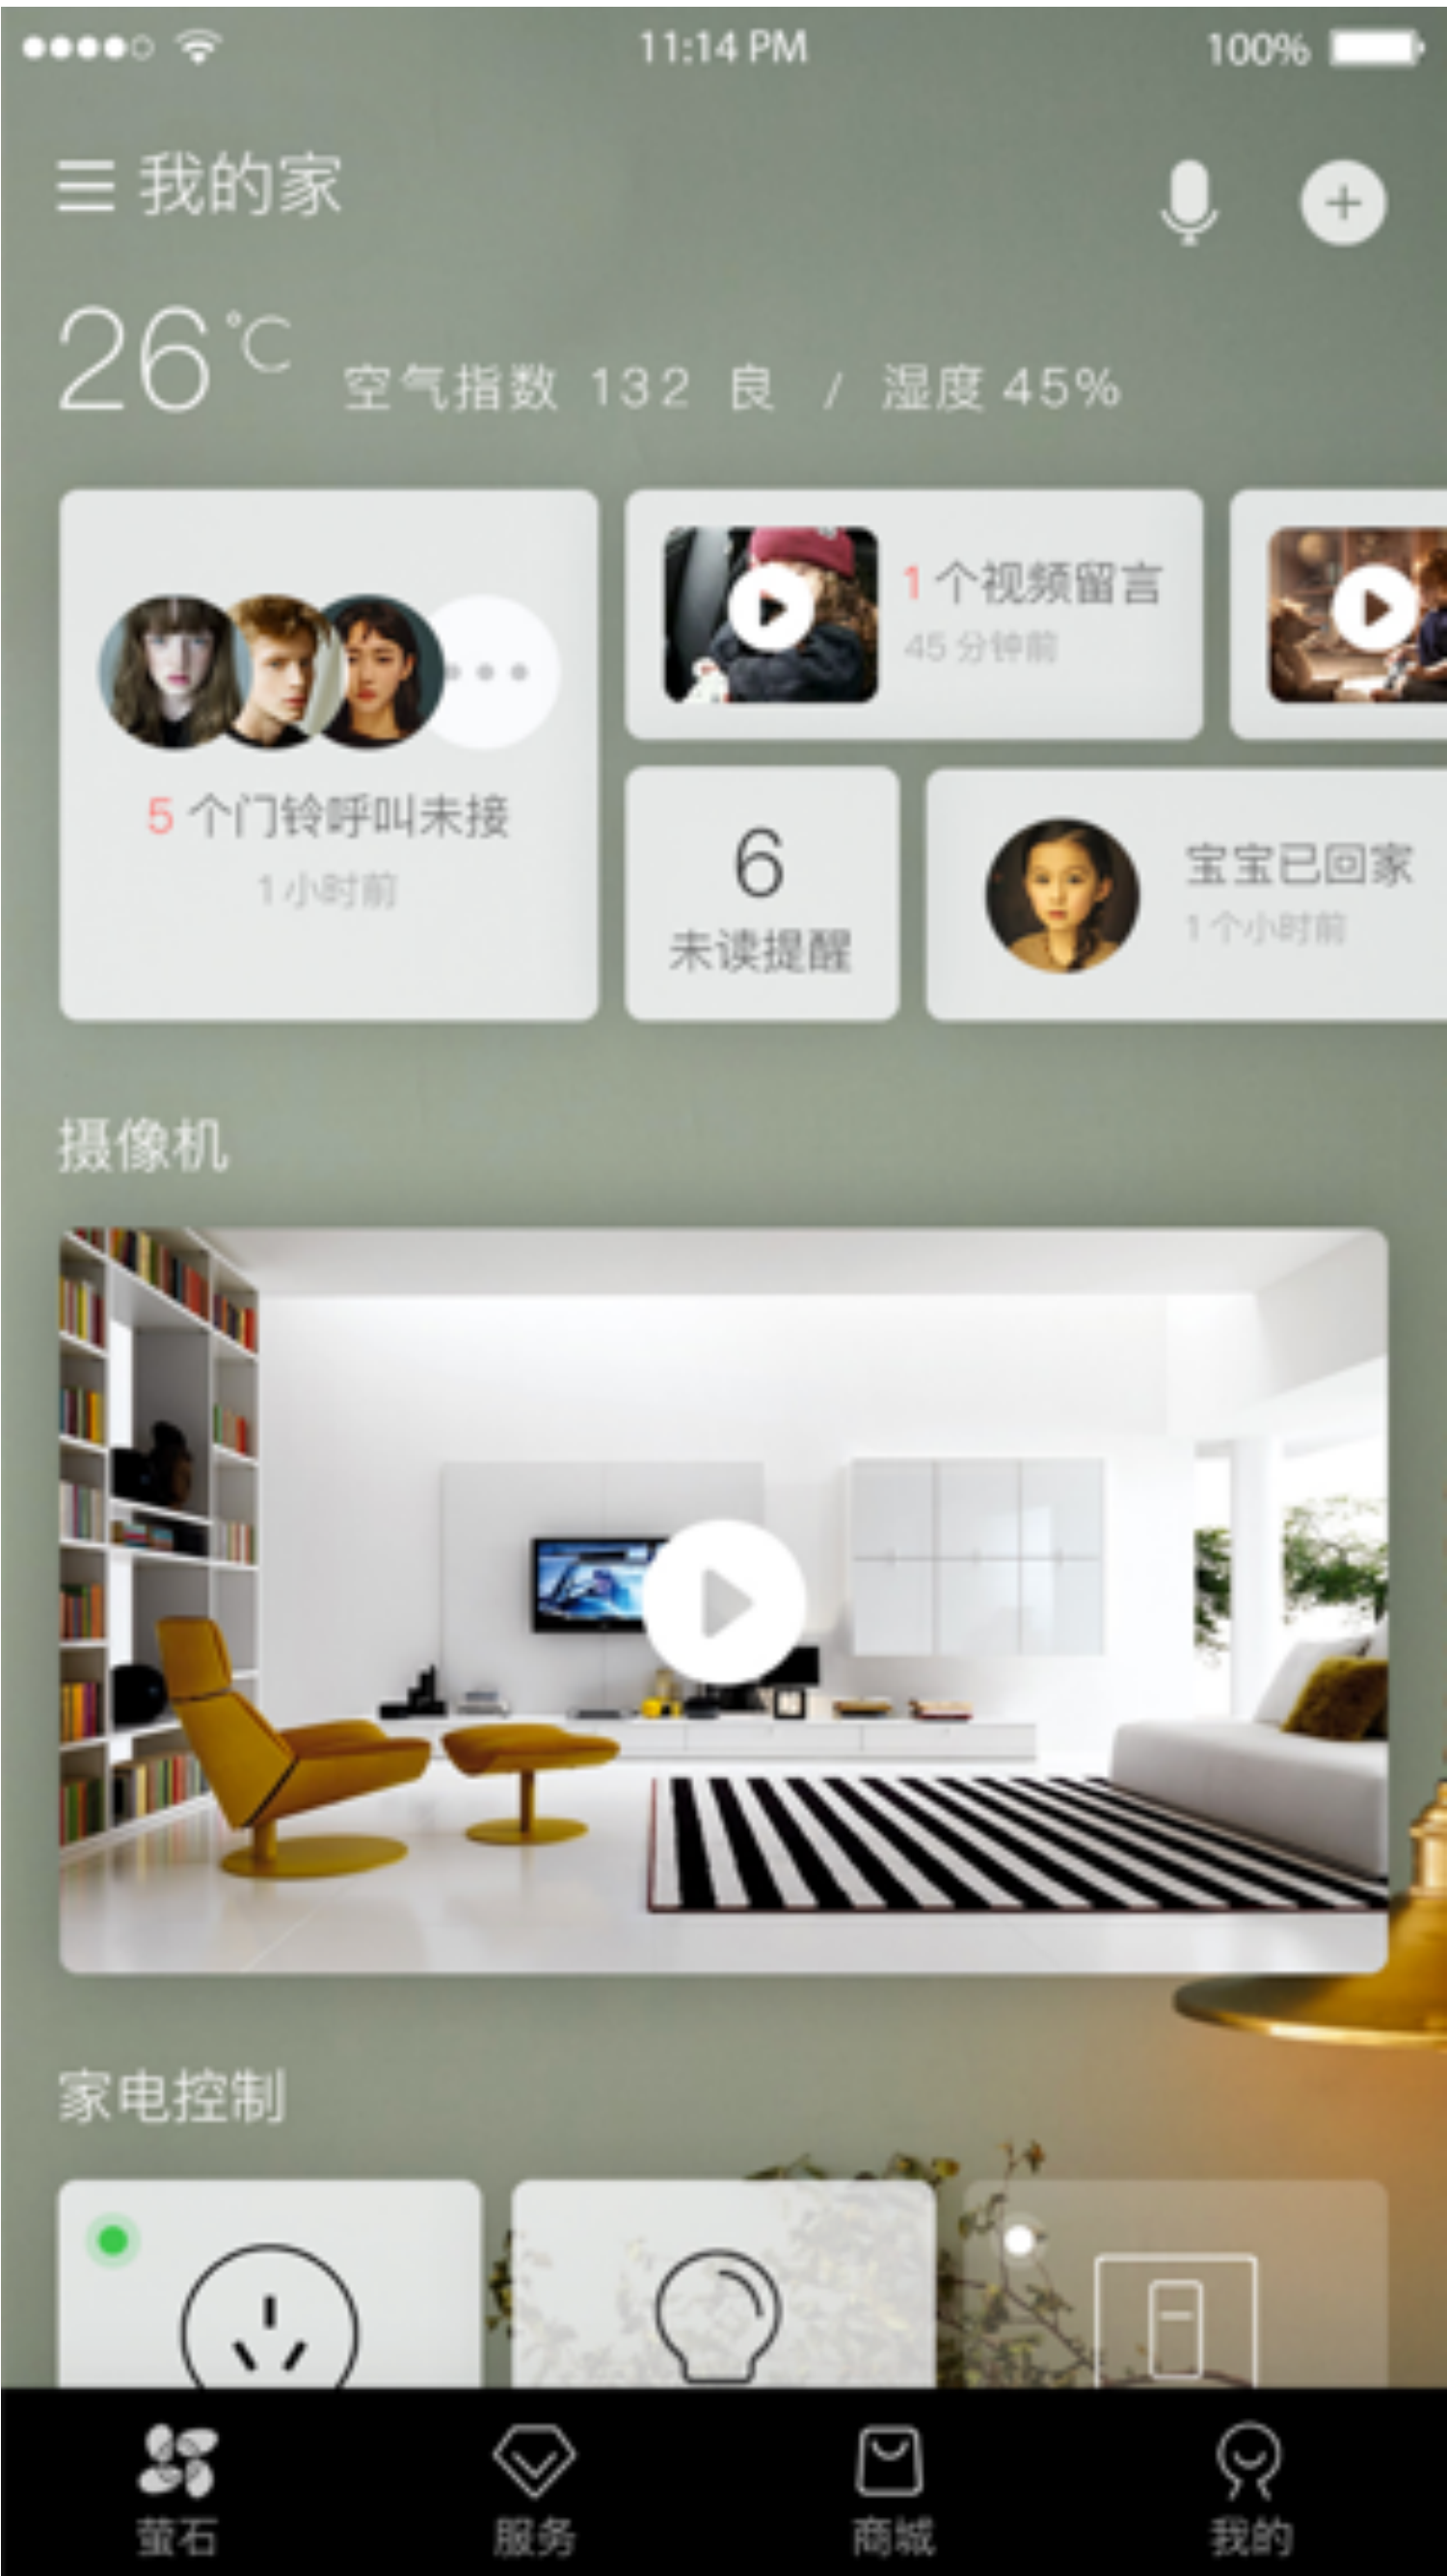 11:14 PM 100%
我的家
26℃ 空气指数 132 良 / 湿度 45%
1 个视频留言
45 分钟前
5 个门铃呼叫未接
1 小时前
6
未读提醒
宝宝已回家
1 个小时前
摄像机
家电控制
萤石 服务 商城 我的